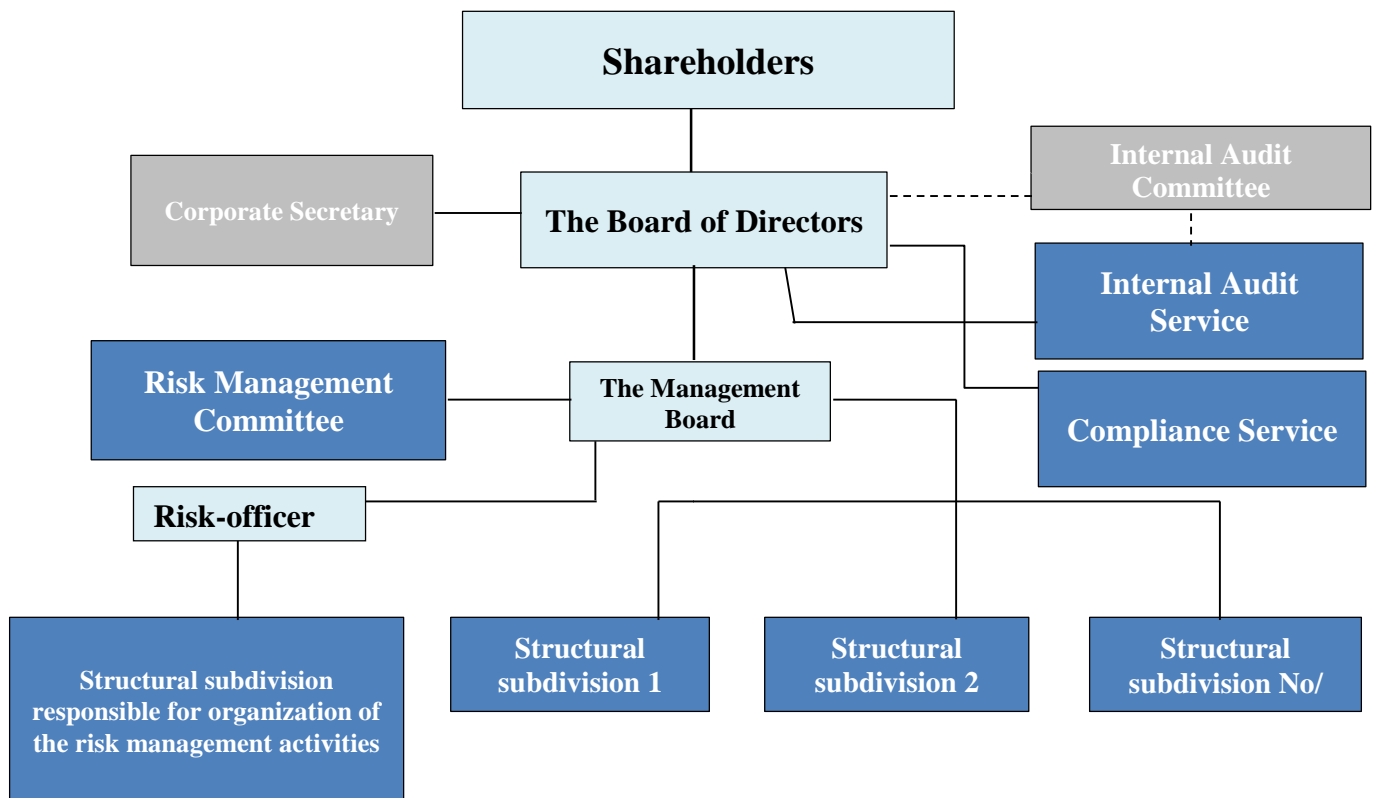 Shareholders
Internal Audit
Committee
Corporate Secretary
The Board of Directors
Internal Audit
Service
Risk Management
Committee
The Management
Board
Compliance Service
Risk-officer
Structural subdivision
responsible for organization of
the risk management activities
Structural
subdivision 1
Structural
subdivision 2
Structural
subdivision No/